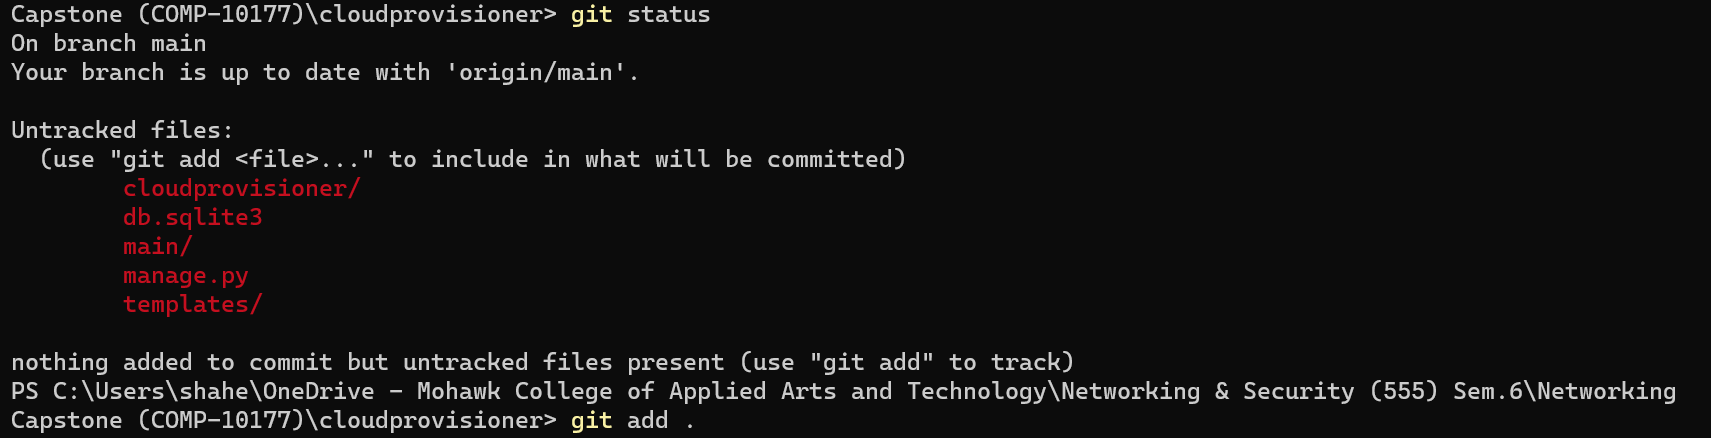 Capstone (COMP-10177)\cloudprovisioner> git status
On branch main
Your branch is up to date with 'origin/main'.
Untracked files:
(use "git add <file>..." to include in what will be committed)
cloudprovisioner/
db.sqlite3
main/
manage.py
templates/
nothing added to commit but untracked files present (use "git add" to track)
PS C:\Users\shahe\OneDrive - Mohawk College of Applied Arts and Technology\Networking & Security (555) Sem.6\Networking
Capstone (COMP-10177)\cloudprovisioner> git add .